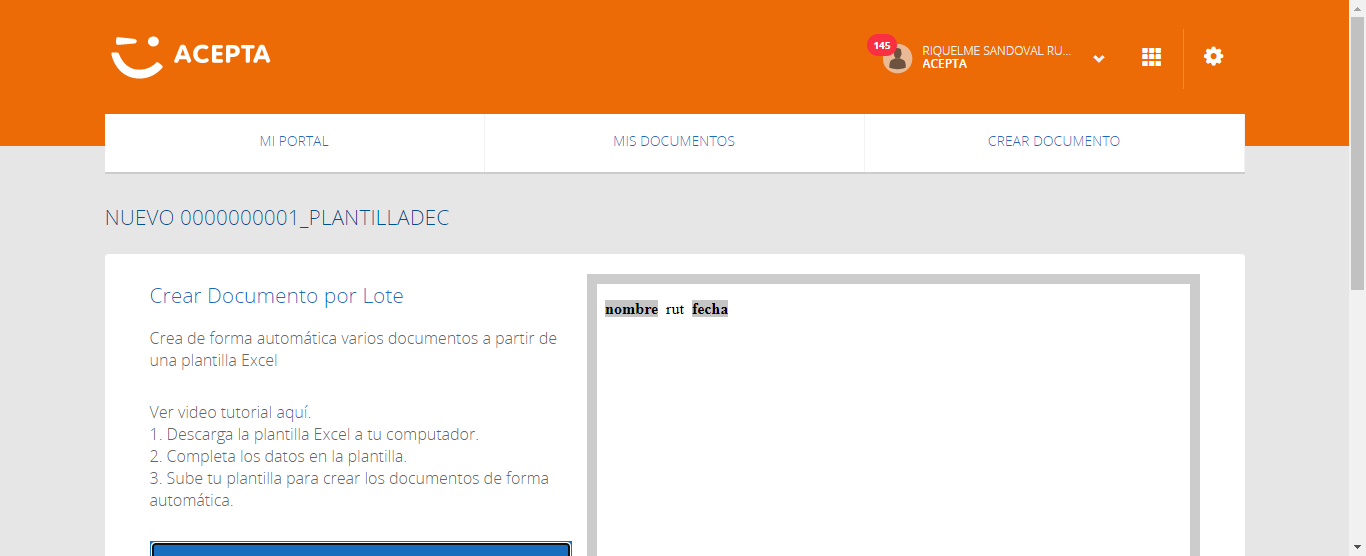 ACEPTA
145
RIQUELME SANDOVAL RU...
ACEPTA
MI PORTAL
MIS DOCUMENTOS
CREAR DOCUMENTO
NUEVO 0000000001_PLANTILLADEC
Crear Documento por Lote
Crea de forma automática varios documentos a partir de
una plantilla Excel
Ver video tutorial aquí.
1. Descarga la plantilla Excel a tu computador.
2. Completa los datos en la plantilla.
3. Sube tu plantilla para crear los documentos de forma
automática.
nombre rut fecha